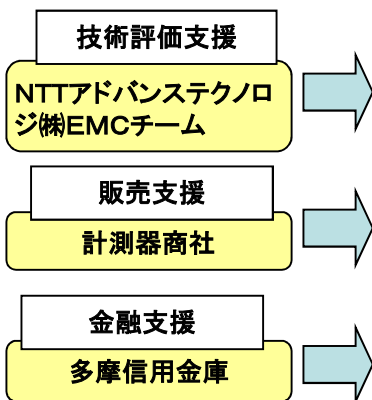 技術評価支援
NTTアドバンステクノロ
ジ㈱EMCチーム
販売支援
計測器商社
金融支援
多摩信用金庫